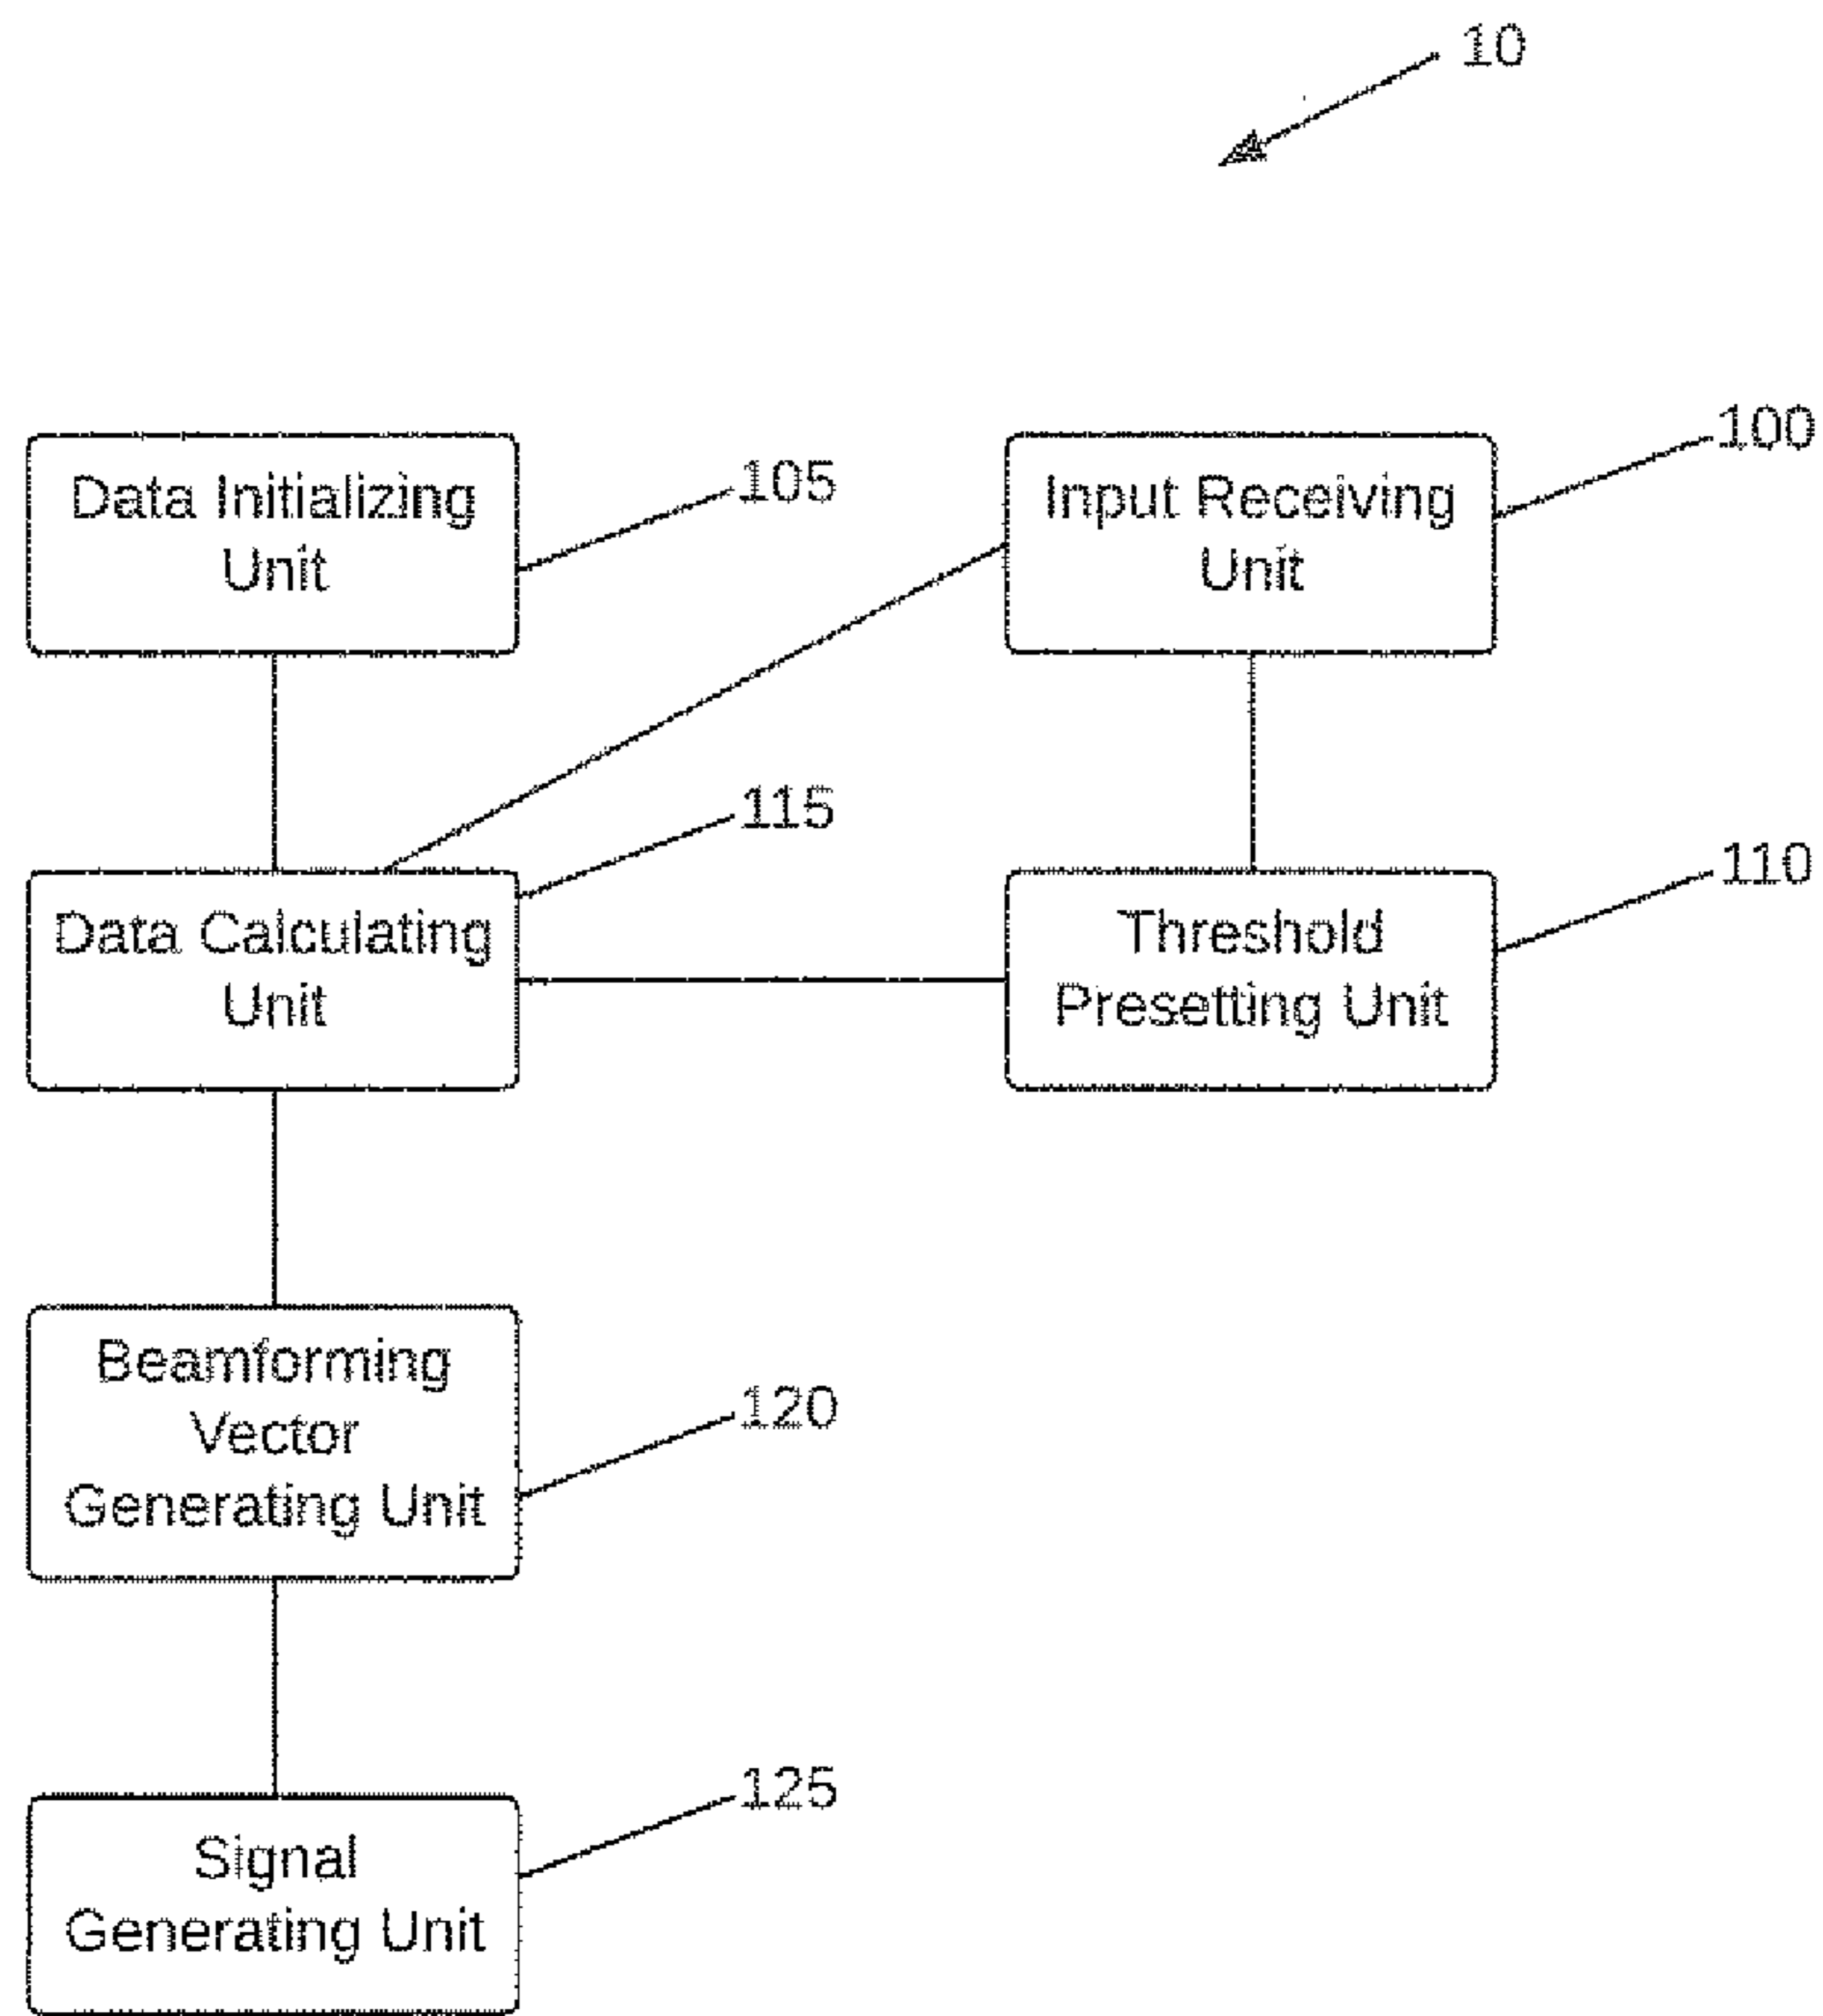 10
100
105
Data Initializing
Unit
Input Receiving
Unit
115
110
Data Calculating
Unit
Threshold
Presetting Unit
Beamforming
Vector
Generating Unit
120
125
Signal
Generating Unit